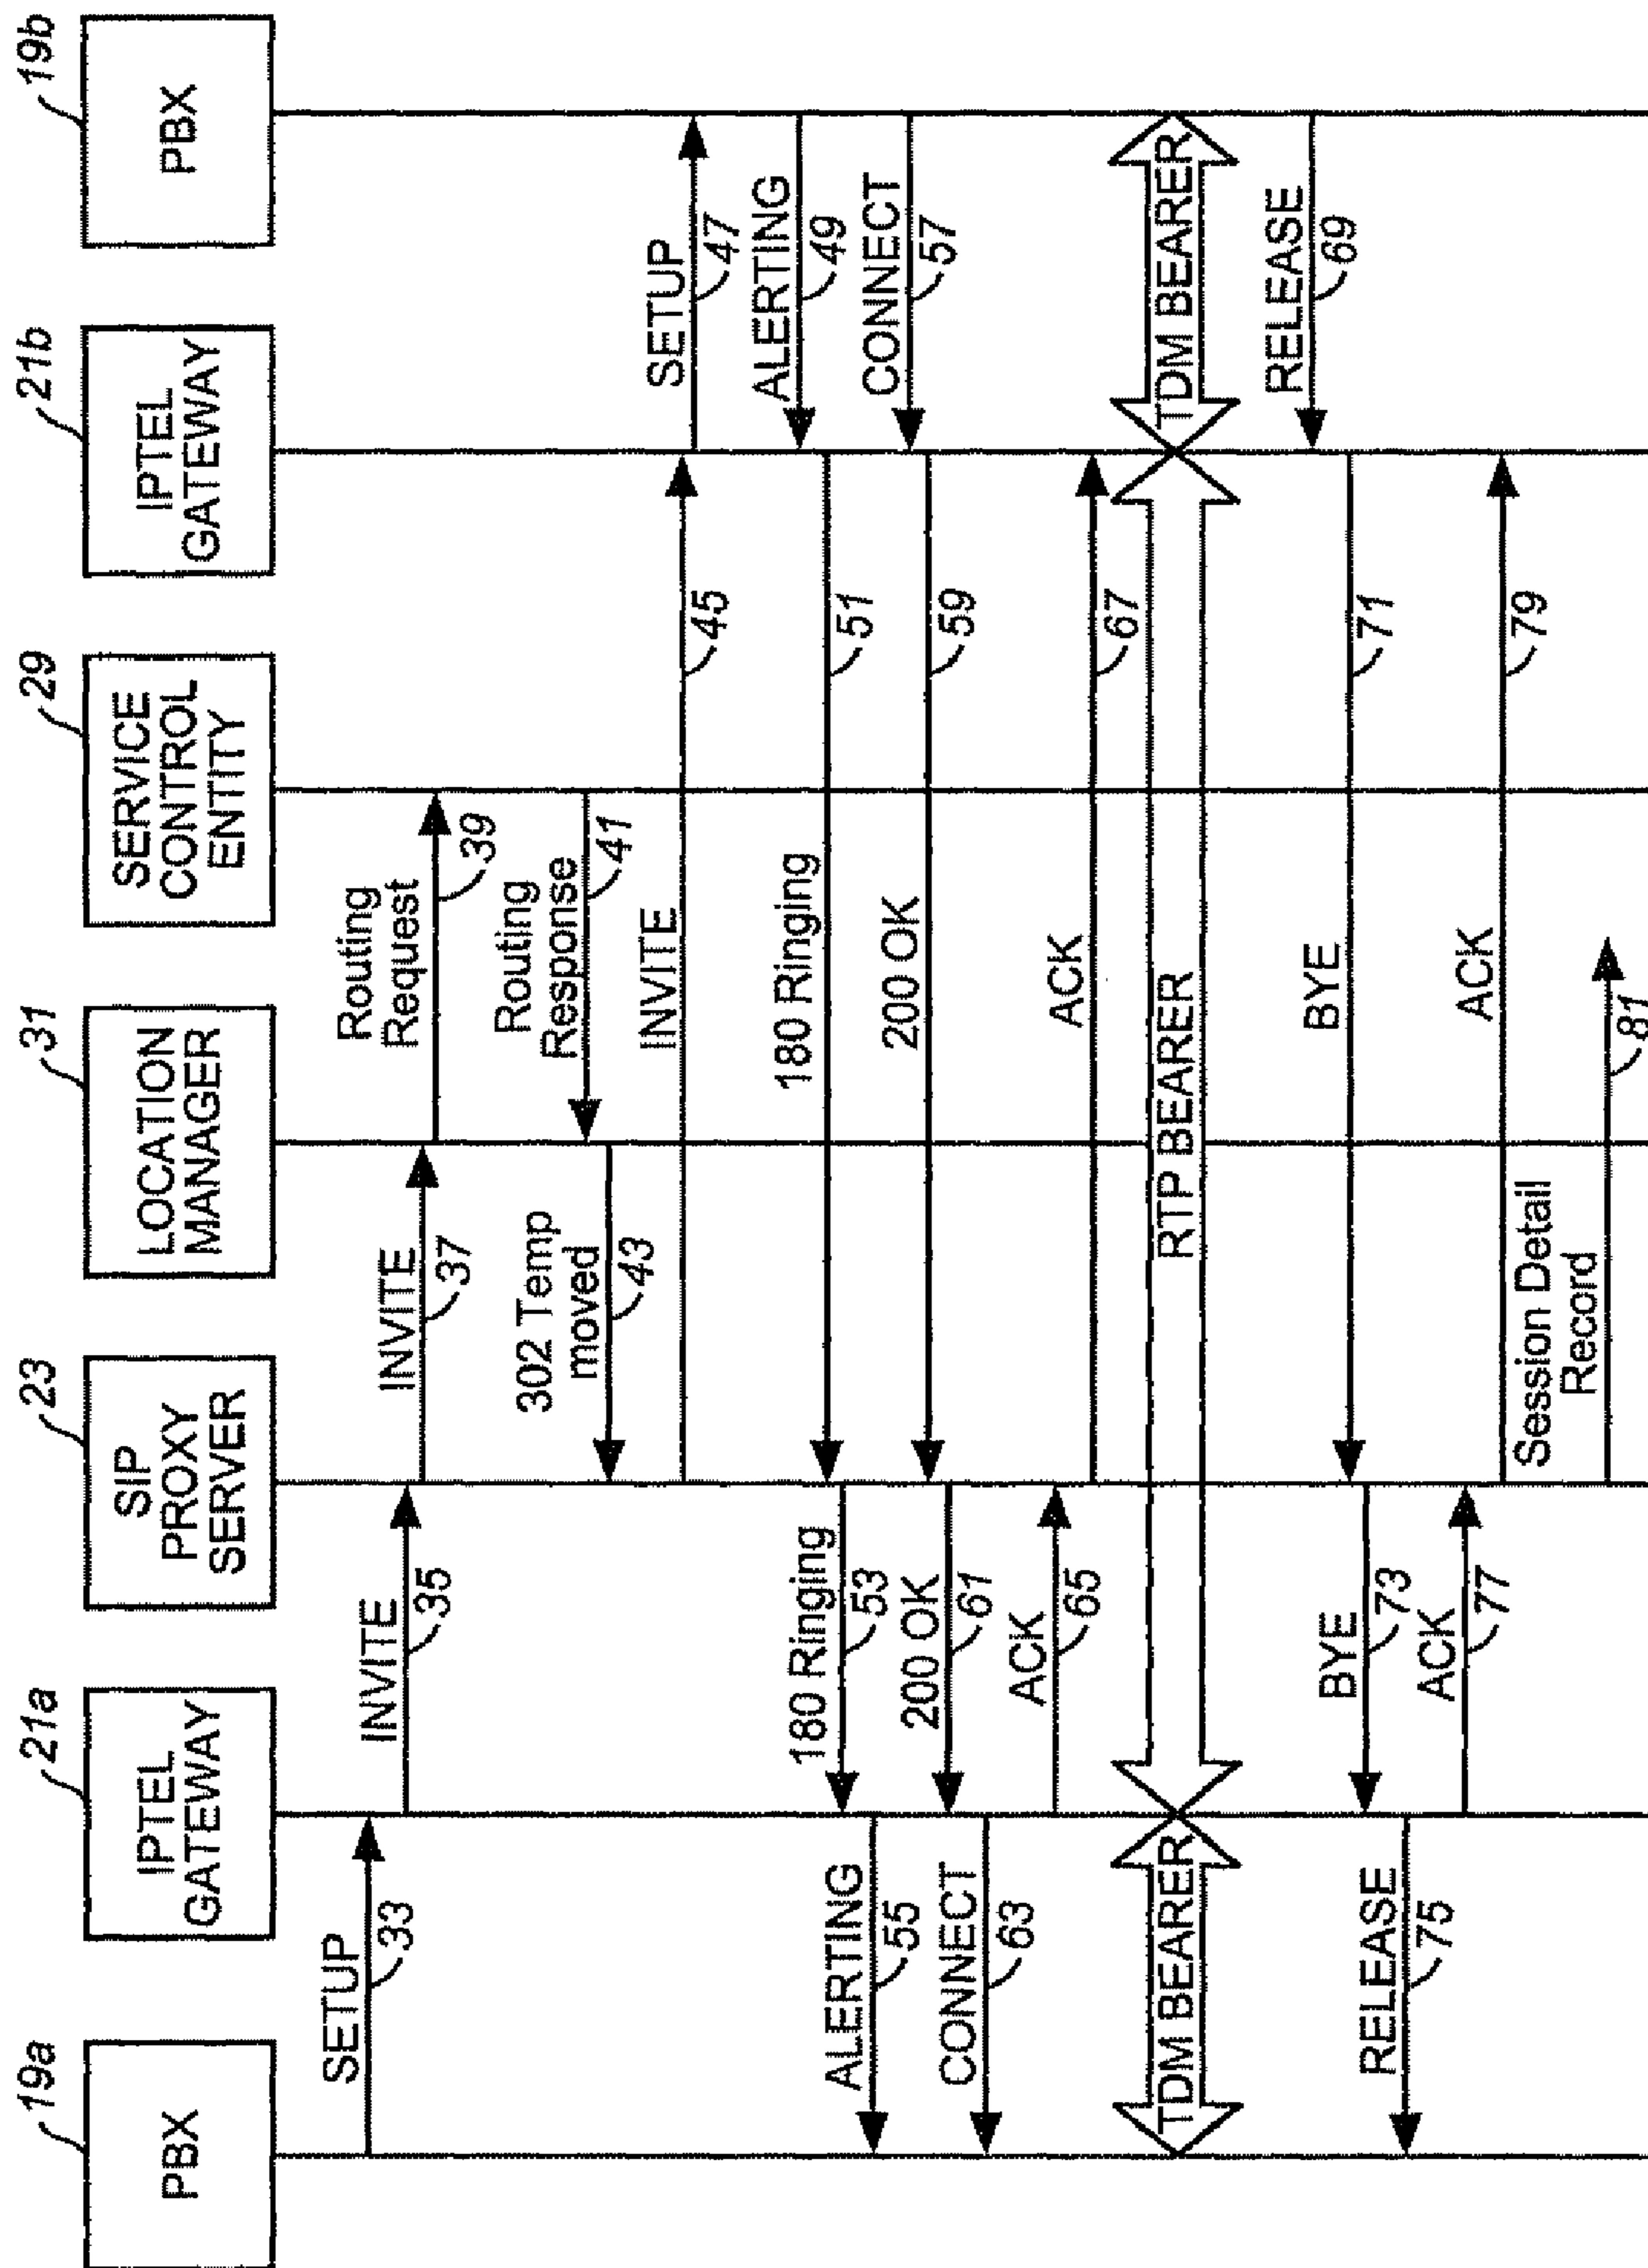 19a
PBX
21a
IPTEL
GATEWAY
23
SIP
PROXY
SERVER
31
LOCATION
MANAGER
29
SERVICE
CONTROL
ENTITY
21b
IPTEL
GATEWAY
19b
PBX
SETUP
33
INVITE
35
INVITE
37
Routing
Request
39
Routing
Response
41
302 Temp
moved
43
INVITE
45
SETUP
47
ALERTING
49
180 Ringing
51
180 Ringing
53
ALERTING
55
CONNECT
57
200 OK
59
200 OK
61
CONNECT
63
ACK
65
ACK
67
TDM BEARER
RTP BEARER
TDM BEARER
RELEASE
69
BYE
71
BYE
73
RELEASE
75
ACK
77
ACK
79
Session Detail
Record
81